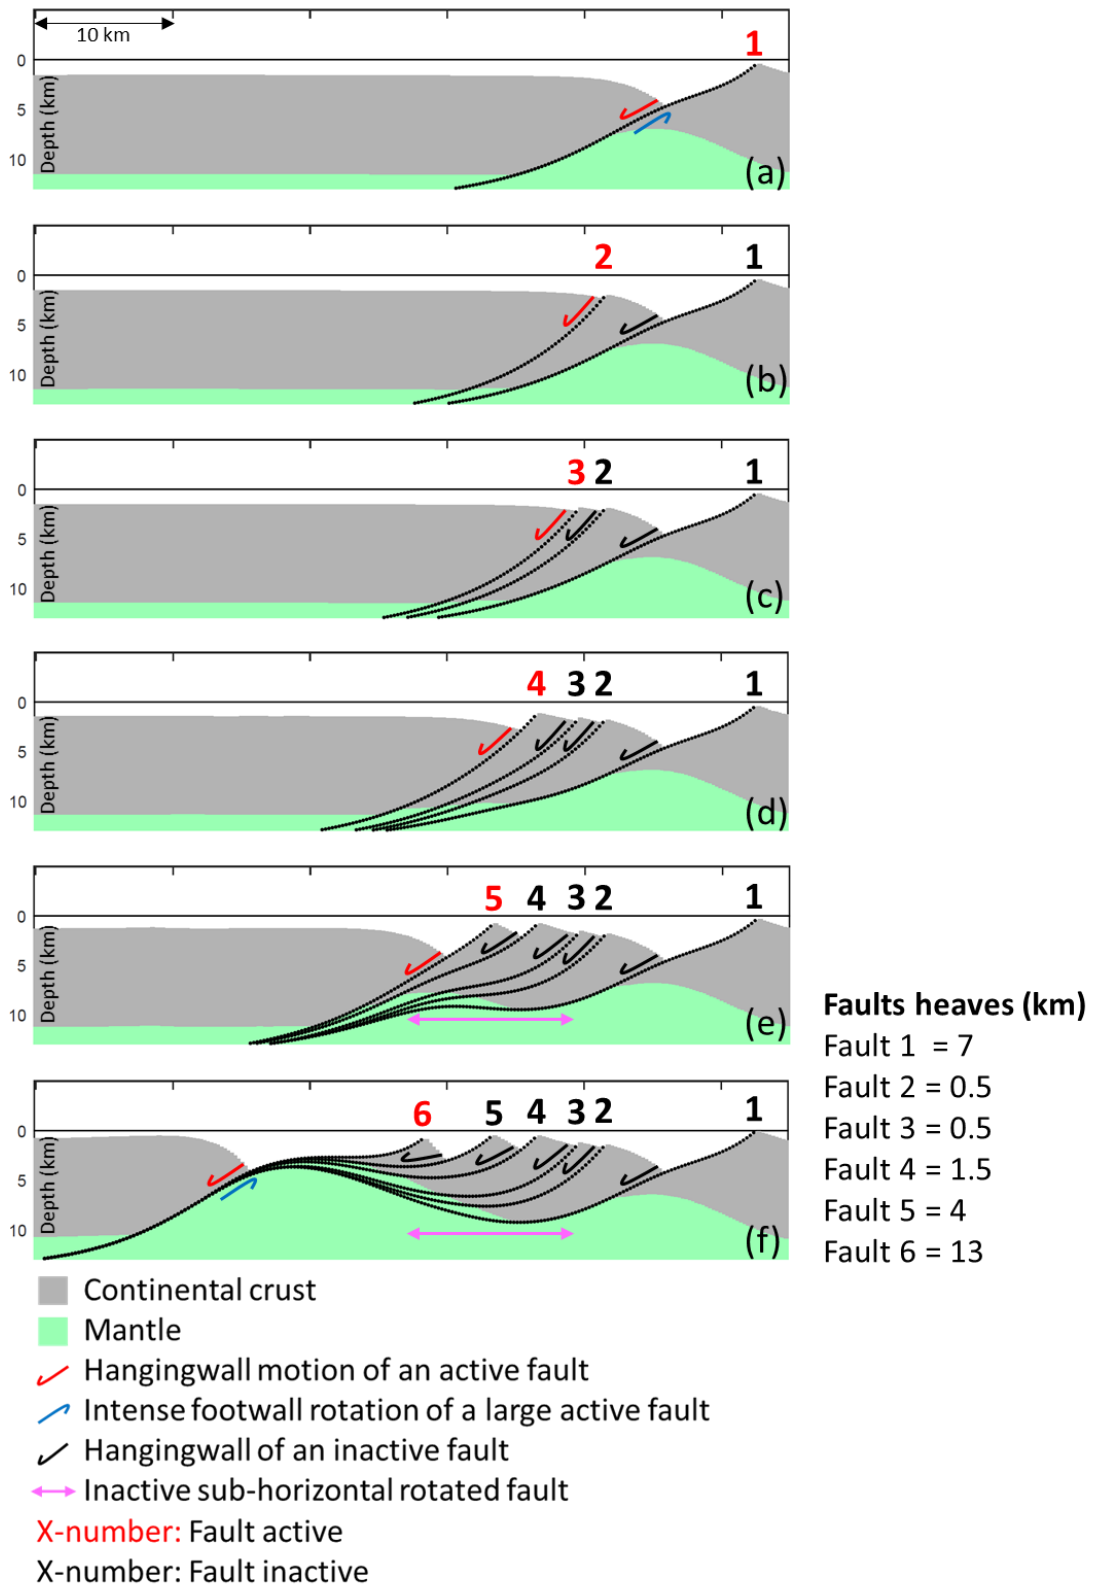 10 km
1
0
5
10
Depth (km)
(a)
2 1
0
5
10
Depth (km)
(b)
3 2 1
0
5
10
Depth (km)
(c)
4 3 2 1
0
5
10
Depth (km)
(d)
5 4 3 2 1
0
5
10
Depth (km)
(e)
6 5 4 3 2 1
0
5
10
Depth (km)
(f)
Faults heaves (km)
Fault 1 = 7
Fault 2 = 0.5
Fault 3 = 0.5
Fault 4 = 1.5
Fault 5 = 4
Fault 6 = 13
Continental crust
Mantle
Hangingwall motion of an active fault
Intense footwall rotation of a large active fault
Hangingwall of an inactive fault
Inactive sub-horizontal rotated fault
X-number: Fault active
X-number: Fault inactive